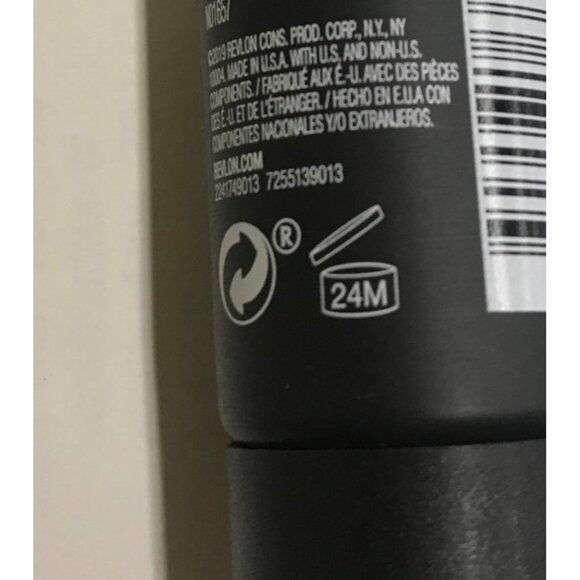 N01657
©2019 REVLON CONS. PROD. CORP., N.Y., NY
10004. MADE IN U.S.A. WITH U.S. AND NON-U.S.
COMPONENTS. / FABRIQUÉ AUX É.-U. AVEC DES PIÈCES
DES É.-U. ET DE L'ÉTRANGER. / HECHO EN E.U.A CON
COMPONENTES NACIONALES Y/O EXTRANJEROS.
REVLON.COM
2241749013 7255139013
®
24M